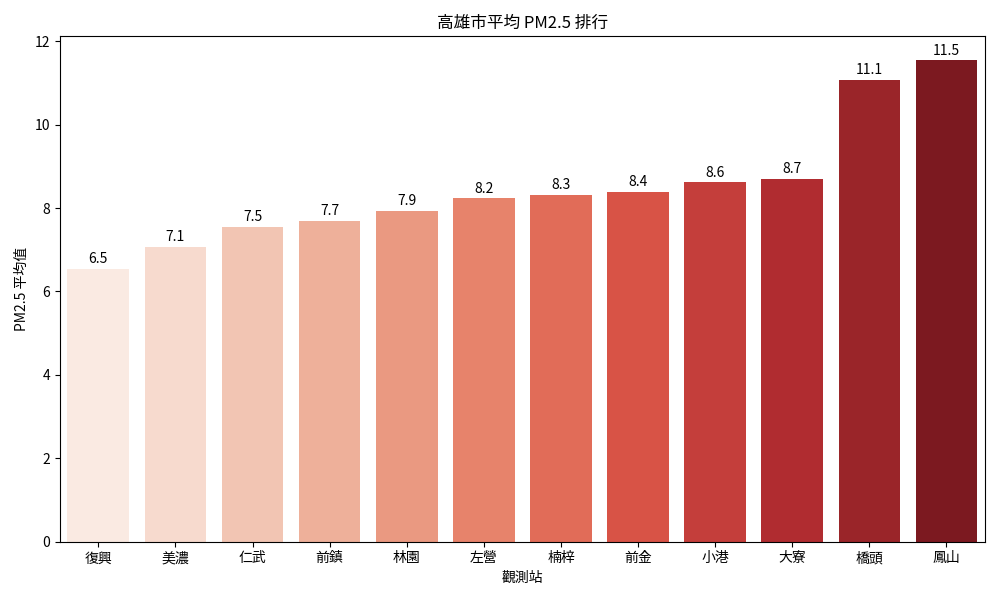 高雄市平均 PM2.5 排行
PM2.5 平均值
12
10
8
6
4
2
0
6.5
7.1
7.5
7.7
7.9
8.2
8.3
8.4
8.6
8.7
11.1
11.5
復興
美濃
仁武
前鎮
林園
左營
楠梓
前金
小港
大寮
橋頭
鳳山
觀測站